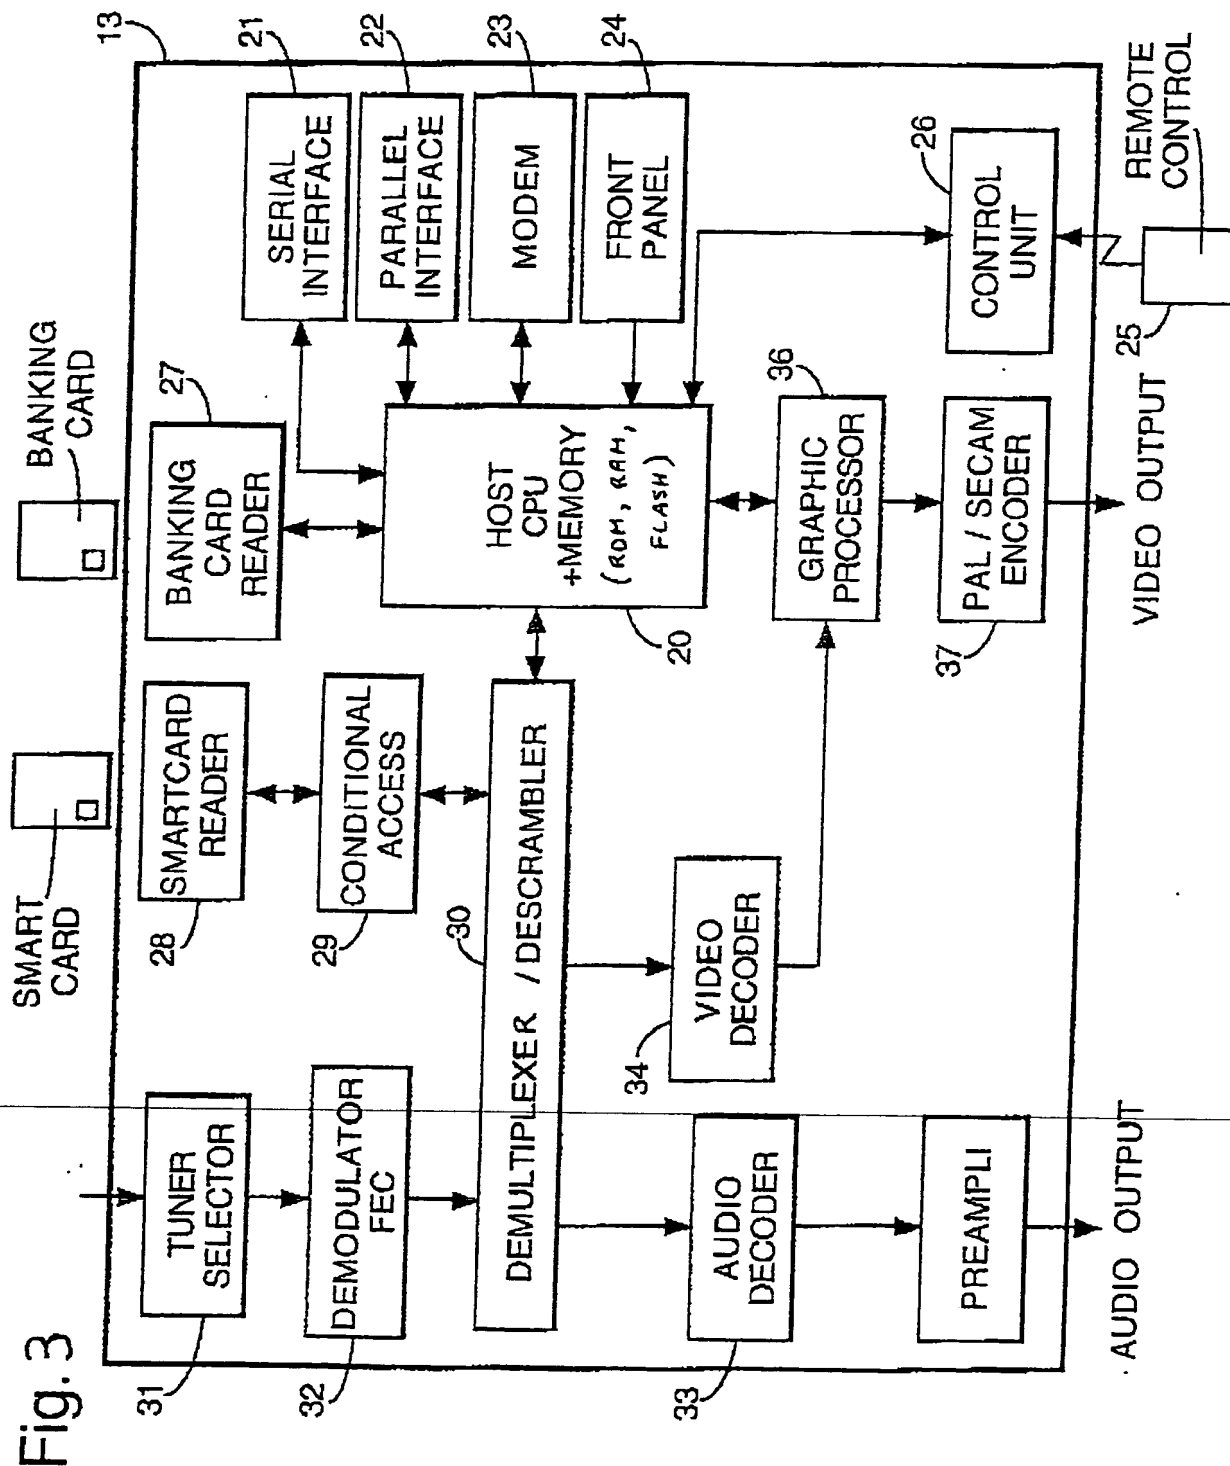 Fig. 3
13
SMART
CARD
BANKING
CARD
31
TUNER
SELECTOR
28
SMARTCARD
READER
BANKING
CARD
READER
27
SERIAL
INTERFACE
21
32
DEMODULATOR
FEC
29
CONDITIONAL
ACCESS
PARALLEL
INTERFACE
22
30
DEMULTIPLEXER / DESCRAMBLER
HOST
CPU
+MEMORY
(ROM, RAM,
FLASH)
20
MODEM
23
FRONT
PANEL
24
33
AUDIO
DECODER
34
VIDEO
DECODER
GRAPHIC
PROCESSOR
36
PREAMPLI
37
PAL / SECAM
ENCODER
CONTROL
UNIT
26
AUDIO OUTPUT
VIDEO OUTPUT
25
REMOTE
CONTROL